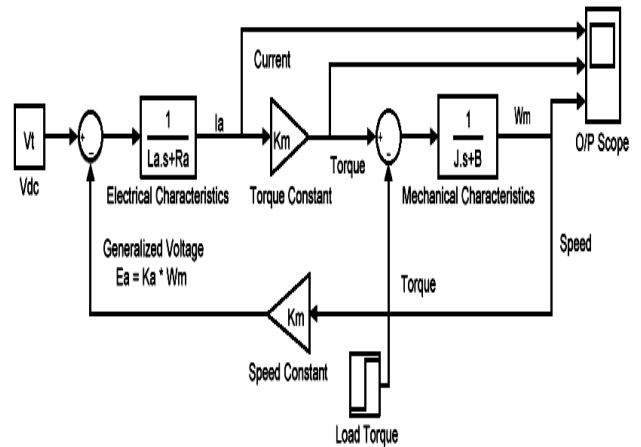 Current
Vt
Vdc
+
−
1
La.s+Ra
Electrical Characteristics
Ia
Km
Torque Constant
Torque
+
−
1
J.s+B
Mechanical Characteristics
Wm
O/P Scope
Generalized Voltage
Ea = Ka * Wm
Km
Speed Constant
Torque
Speed
Load Torque